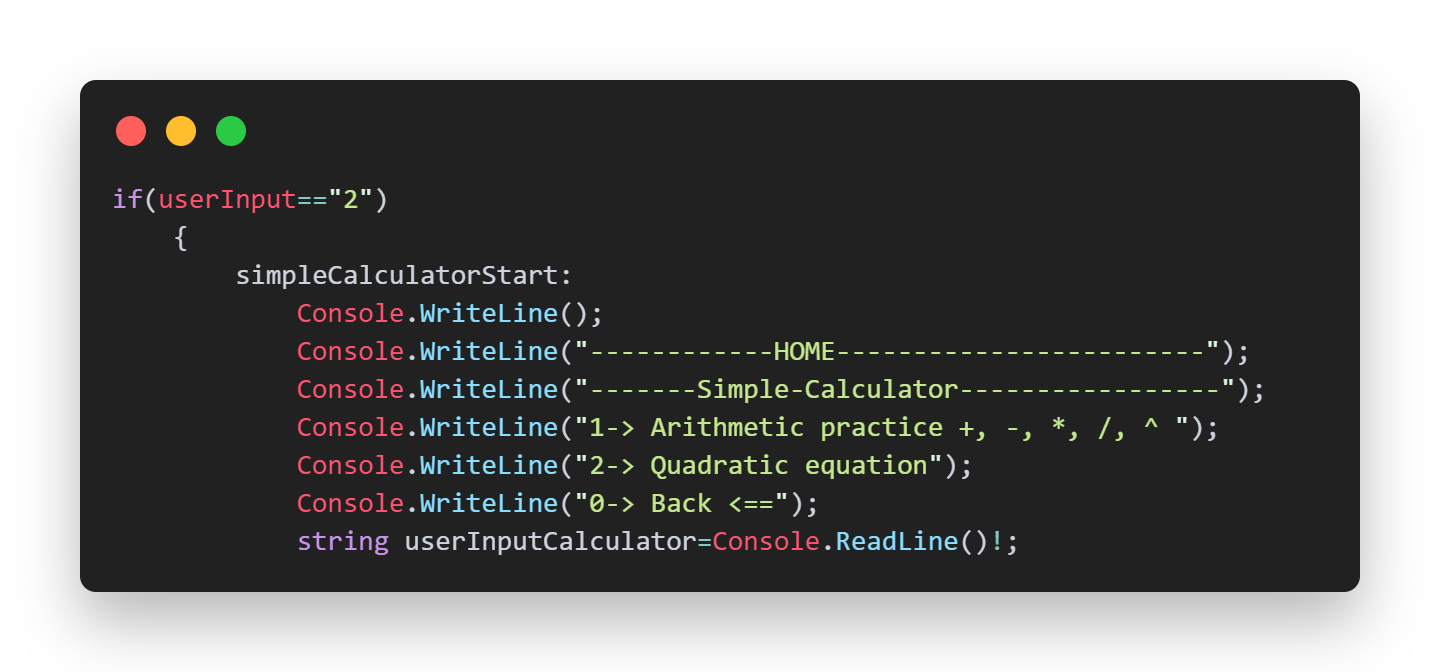 if(userInput=="2")
    {
        simpleCalculatorStart:
            Console.WriteLine();
            Console.WriteLine("------------HOME------------------------");
            Console.WriteLine("-------Simple-Calculator-----------------");
            Console.WriteLine("1-> Arithmetic practice +, -, *, /, ^ ");
            Console.WriteLine("2-> Quadratic equation");
            Console.WriteLine("0-> Back <==");
            string userInputCalculator=Console.ReadLine()!;